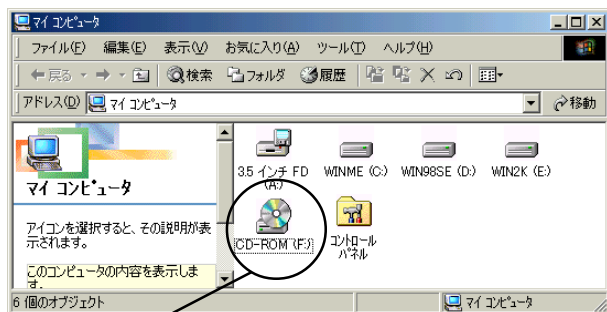 マイ コンピュータ
ファイル(F) 編集(E) 表示(V) お気に入り(A) ツール(T) ヘルプ(H)
戻る 検索 フォルダ 履歴
アドレス(D) マイ コンピュータ 移動
マイ コンピュータ
アイコンを選択すると、その説明が表
示されます。
このコンピュータの内容を表示しま
す。
3.5 インチ FD
(A:)
WINME (C:)
WIN98SE (D:)
WIN2K (E:)
CD-ROM (F:)
コントロール
パネル
6 個のオブジェクト マイ コンピュータ